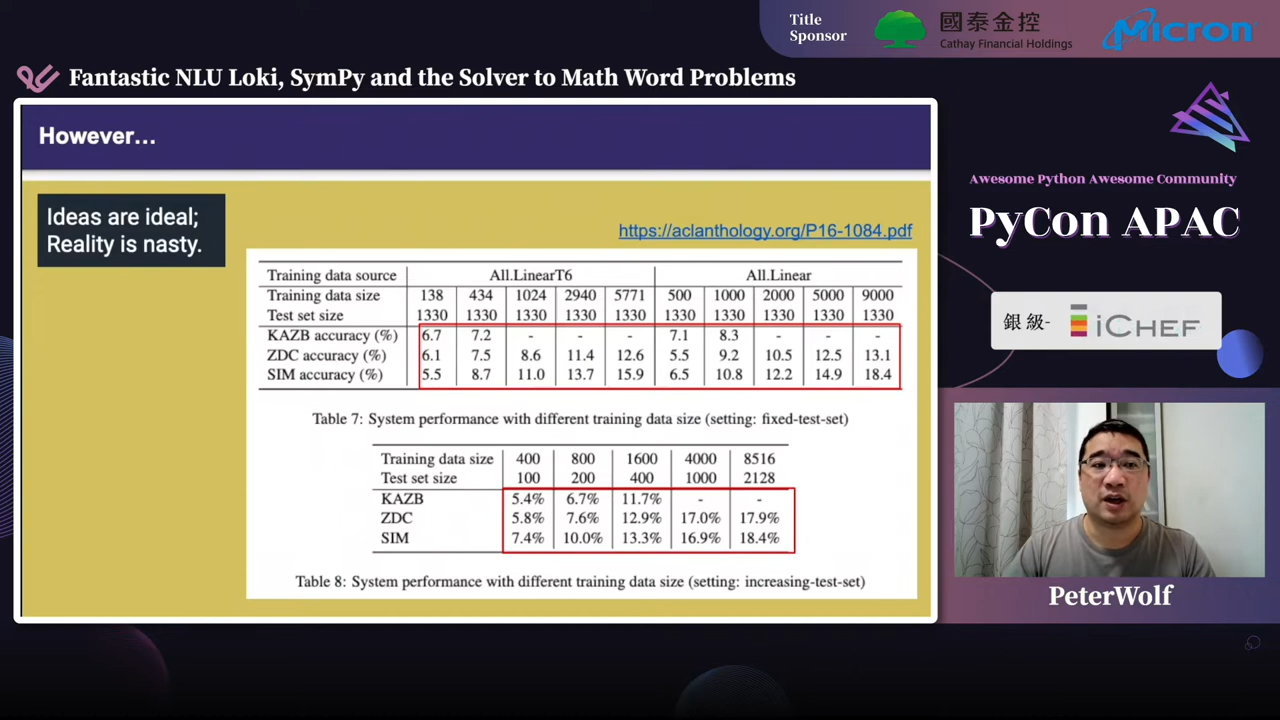 Title
Sponsor
國泰金控
Cathay Financial Holdings
Micron
Fantastic NLU Loki, SymPy and the Solver to Math Word Problems
However...
Ideas are ideal;
Reality is nasty.
https://aclanthology.org/P16-1084.pdf
Training data source All.LinearT6 All.Linear
Training data size 138 434 1024 2940 5771 500 1000 2000 5000 9000
Test set size 1330 1330 1330 1330 1330 1330 1330 1330 1330 1330
KAZB accuracy (%) 6.7 7.2 - - - 7.1 8.3 - - -
ZDC accuracy (%) 6.1 7.5 8.6 11.4 12.6 5.5 9.2 10.5 12.5 13.1
SIM accuracy (%) 5.5 8.7 11.0 13.7 15.9 6.5 10.8 12.2 14.9 18.4
Table 7: System performance with different training data size (setting: fixed-test-set)
Training data size 400 800 1600 4000 8516
Test set size 100 200 400 1000 2128
KAZB 5.4% 6.7% 11.7% - -
ZDC 5.8% 7.6% 12.9% 17.0% 17.9%
SIM 7.4% 10.0% 13.3% 16.9% 18.4%
Table 8: System performance with different training data size (setting: increasing-test-set)
Awesome Python Awesome Community
PyCon APAC
銀級- iCHEF
PeterWolf